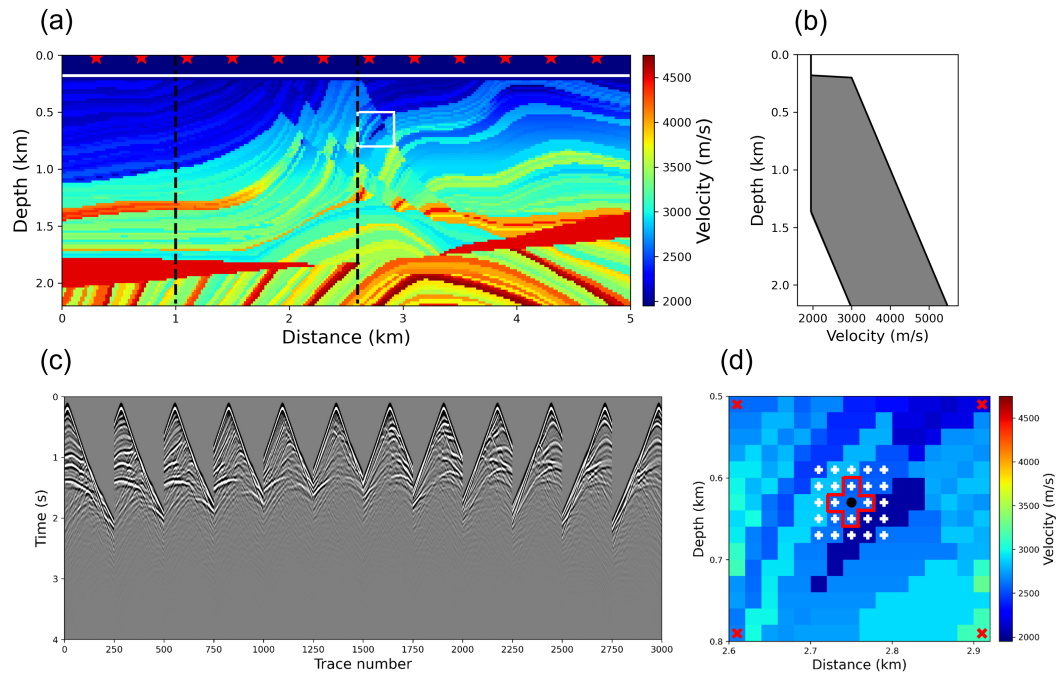 (a)
0.0
0.5
1.0
1.5
2.0
Depth (km)
0
1
2
3
4
5
Distance (km)
4500
4000
3500
3000
2500
2000
Velocity (m/s)
(b)
0.0
0.5
1.0
1.5
2.0
Depth (km)
2000 3000 4000 5000
Velocity (m/s)
(c)
0
1
2
3
4
Time (s)
0 250 500 750 1000 1250 1500 1750 2000 2250 2500 2750 3000
Trace number
(d)
0.5
0.6
0.7
0.8
Depth (km)
2.6 2.7 2.8 2.9
Distance (km)
4500
4000
3500
3000
2500
2000
Velocity (m/s)